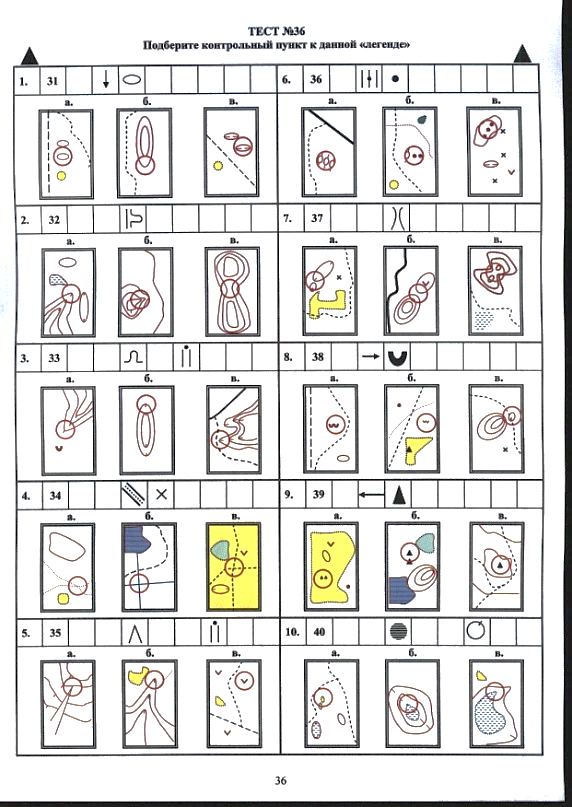 ТЕСТ №36
Подберите контрольный пункт к данной «легенде»
1. 31
а. б. в.
2. 32
а. б. в.
3. 33
а. б. в.
4. 34
а. б. в.
5. 35
а. б. в.
6. 36
а. б. в.
7. 37
а. б. в.
8. 38
а. б. в.
9. 39
а. б. в.
10. 40
а. б. в.
36